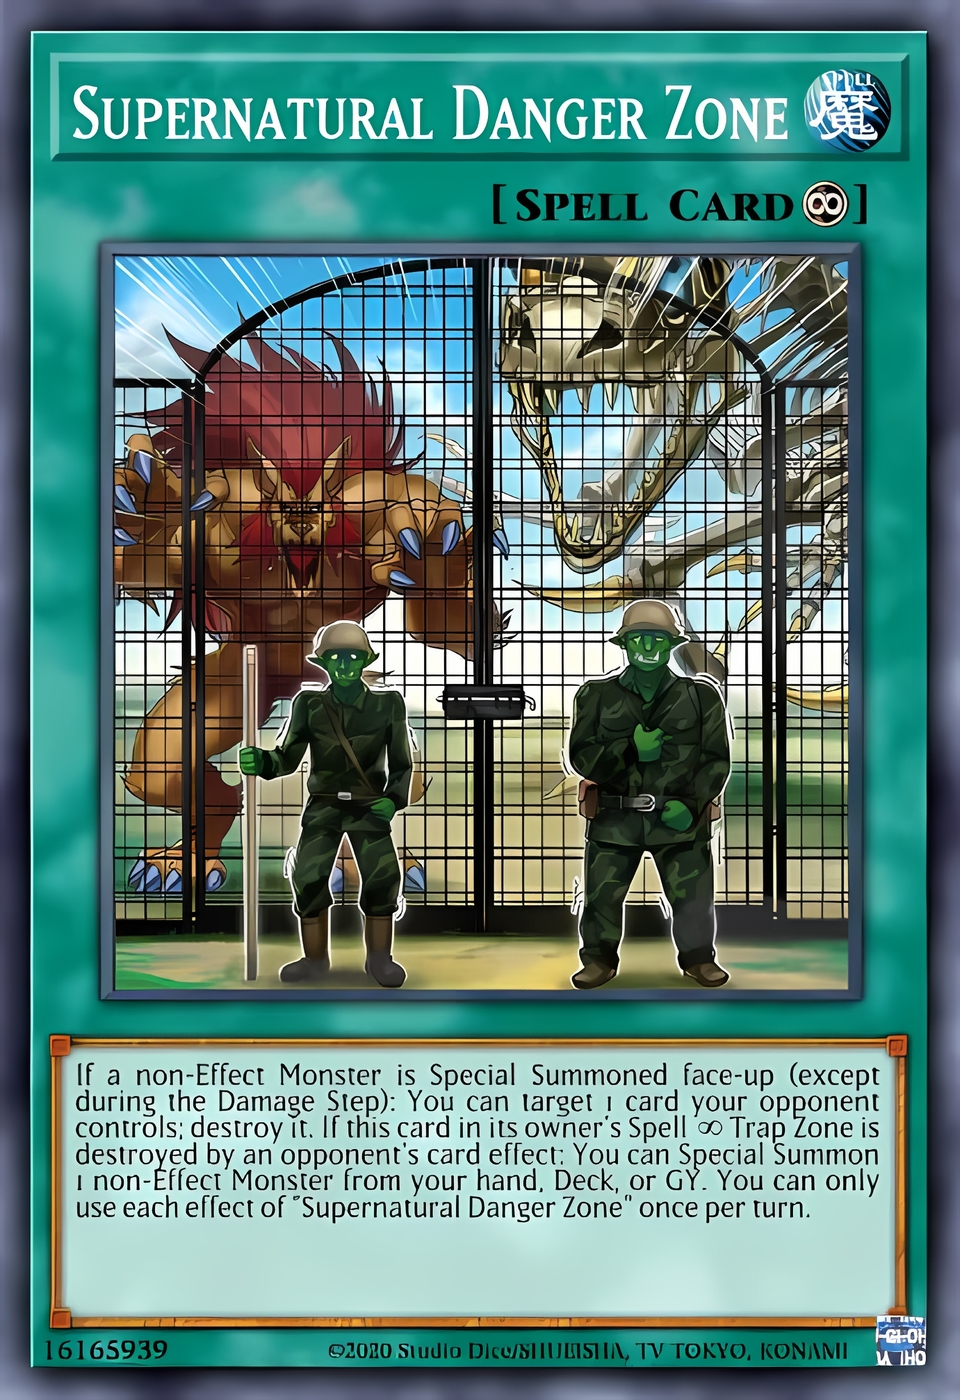 SUPERNATURAL DANGER ZONE
魔
[SPELL CARD∞]
If a non-Effect Monster is Special Summoned face-up (except
during the Damage Step): You can target 1 card your opponent
controls; destroy it. If this card in its owner's Spell ∞ Trap Zone is
destroyed by an opponent's card effect: You can Special Summon
1 non-Effect Monster from your hand, Deck, or GY. You can only
use each effect of "Supernatural Danger Zone" once per turn.
16165939
©2020 Studio Dice/SHUEISHA, TV TOKYO, KONAMI